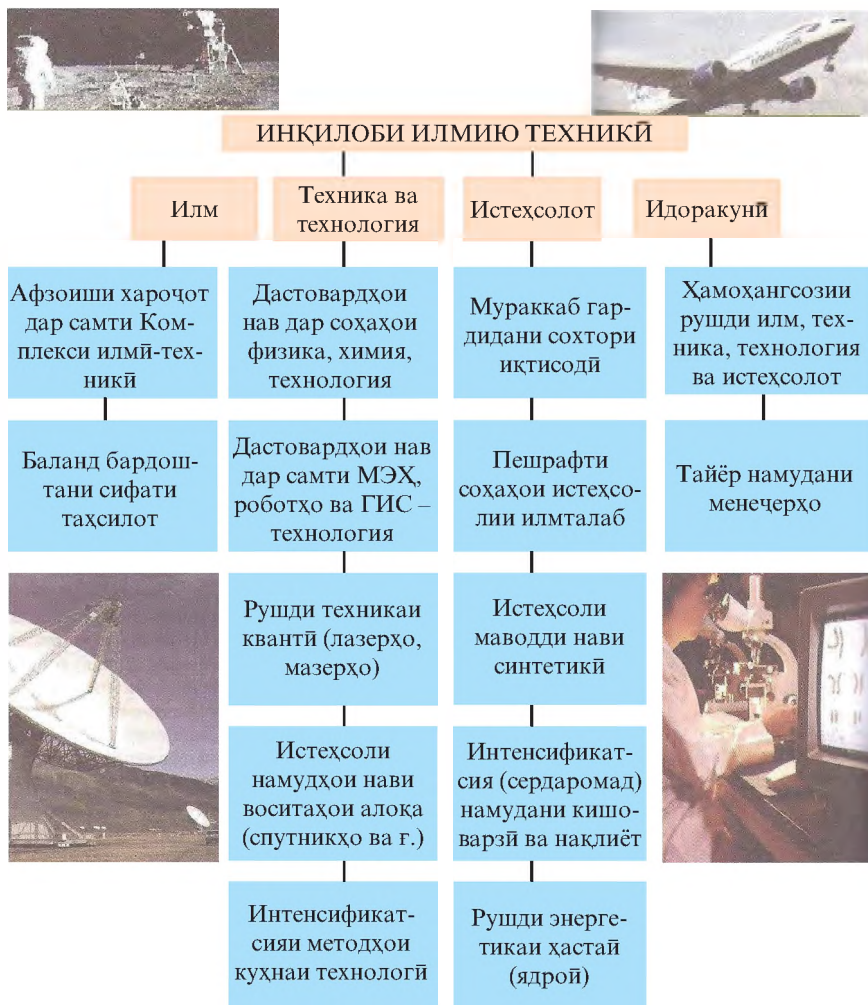 ИНҚИЛОБИ ИЛМИЮ ТЕХНИКӢ
Илм
Техника ва
технология
Истеҳсолот
Идоракунӣ
Афзоиши хароҷот
дар самти Ком-
плекси илмӣ-тех-
никӣ
Баланд бардош-
тани сифати
таҳсилот
Дастовардҳои
нав дар соҳаҳои
физика, химия,
технология
Дастовардҳои нав
дар самти МЭҲ,
роботҳо ва ГИС –
технология
Рушди техникаи
квантӣ (лазерҳо,
мазерҳо)
Истеҳсоли
намудҳои нави
воситаҳои алоқа
(спутникҳо ва ғ.)
Интенсификат-
сияи методҳои
куҳнаи технологӣ
Мураккаб гар-
дидани сохтори
иқтисодӣ
Пешрафти
соҳаҳои истеҳсо-
лии илмталаб
Истеҳсоли
маводди нави
синтетикӣ
Интенсификат-
сия (сердаромад)
намудани кишо-
варзӣ ва нақлиёт
Рушди энерге-
тикаи ҳастаӣ
(ядроӣ)
Ҳамоҳангсозии
рушди илм, тех-
ника, технология
ва истеҳсолот
Тайёр намудани
менеҷерҳо